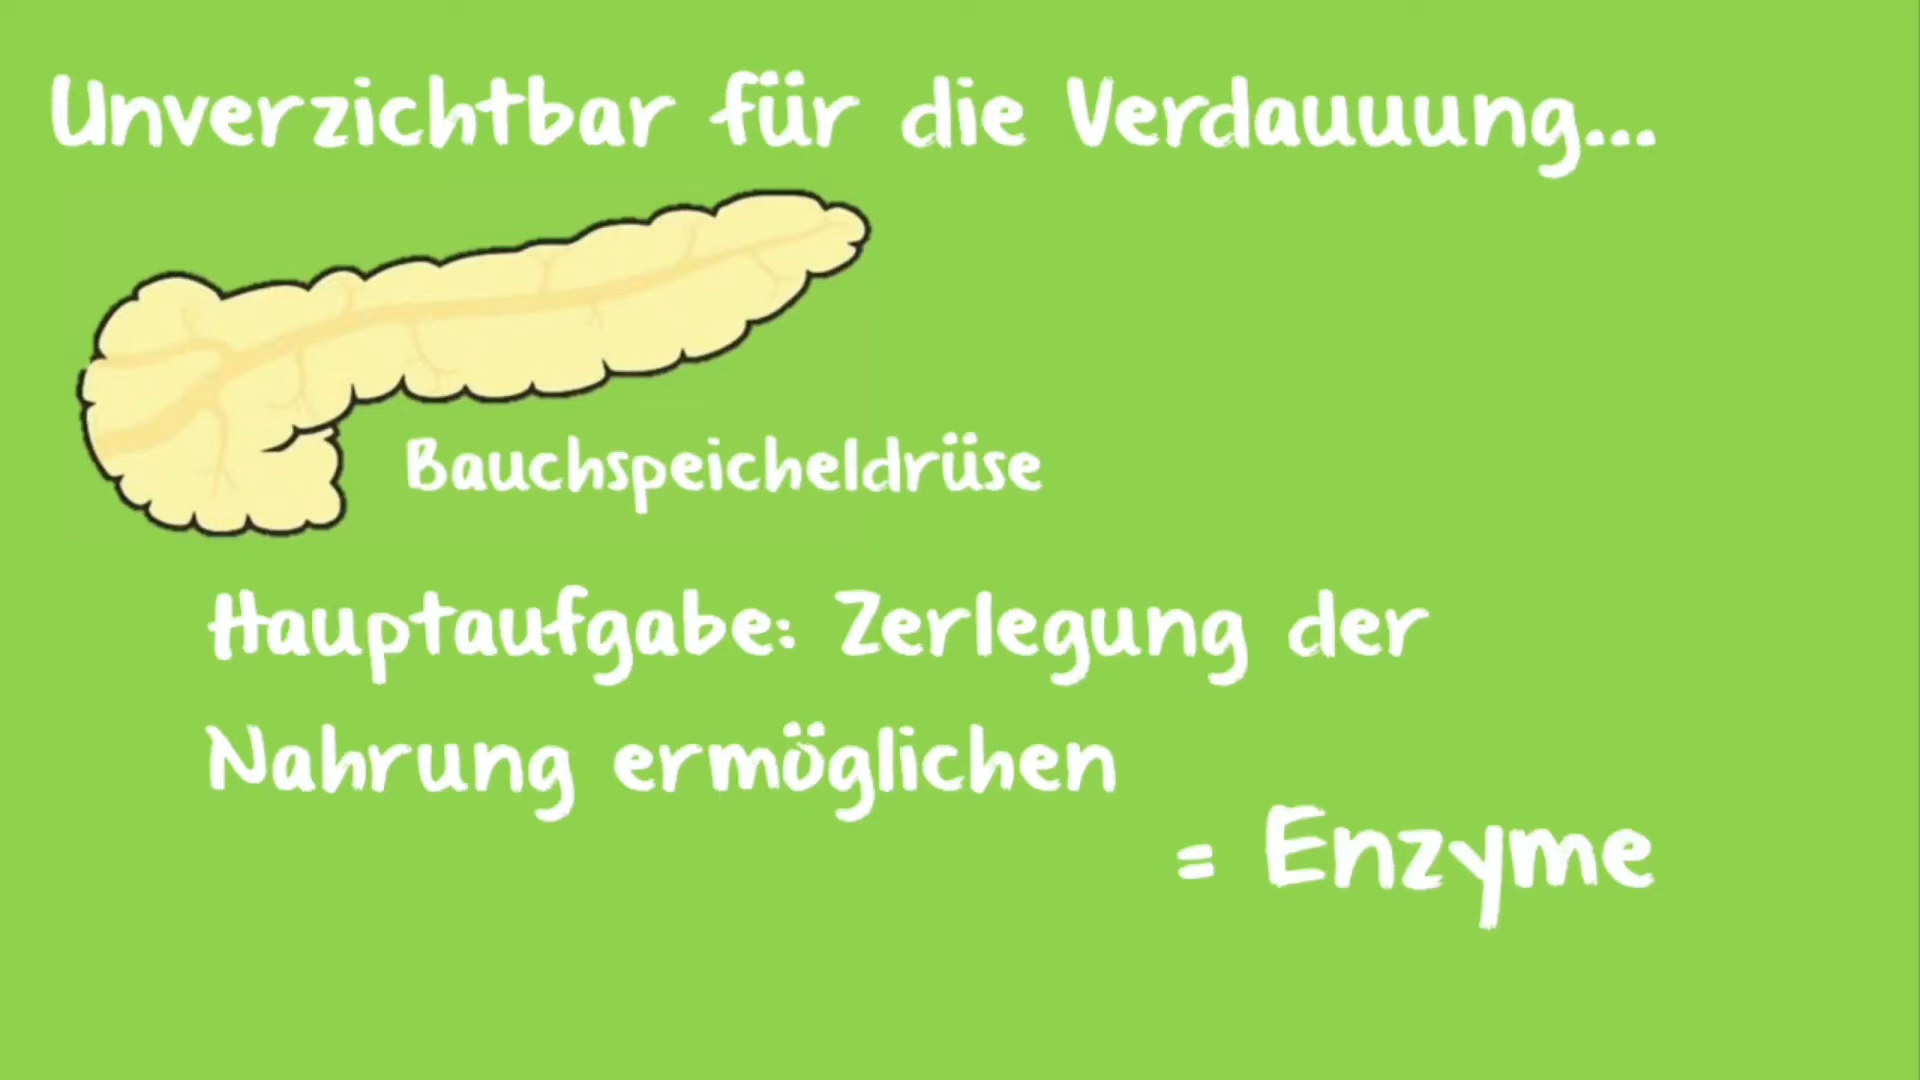 Unverzichtbar für die Verdauuung...
Bauchspeicheldrüse
Hauptaufgabe: Zerlegung der
Nahrung ermöglichen
= Enzyme